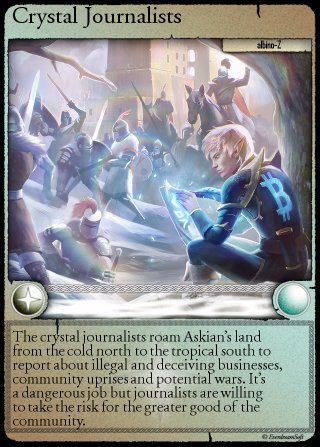 Crystal Journalists
albino-Z
The crystal journalists roam Askian's land
from the cold north to the tropical south to
report about illegal and deceiving businesses,
community uprises and potential wars. It's
a dangerous job but journalists are willing
to take the risk for the greater good of the
community.
© EverdreamSoft